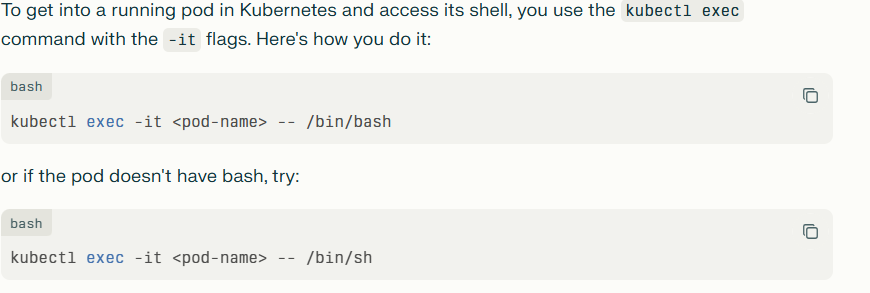 To get into a running pod in Kubernetes and access its shell, you use the kubectl exec
command with the -it flags. Here's how you do it:
bash
kubectl exec -it <pod-name> -- /bin/bash
or if the pod doesn't have bash, try:
bash
kubectl exec -it <pod-name> -- /bin/sh